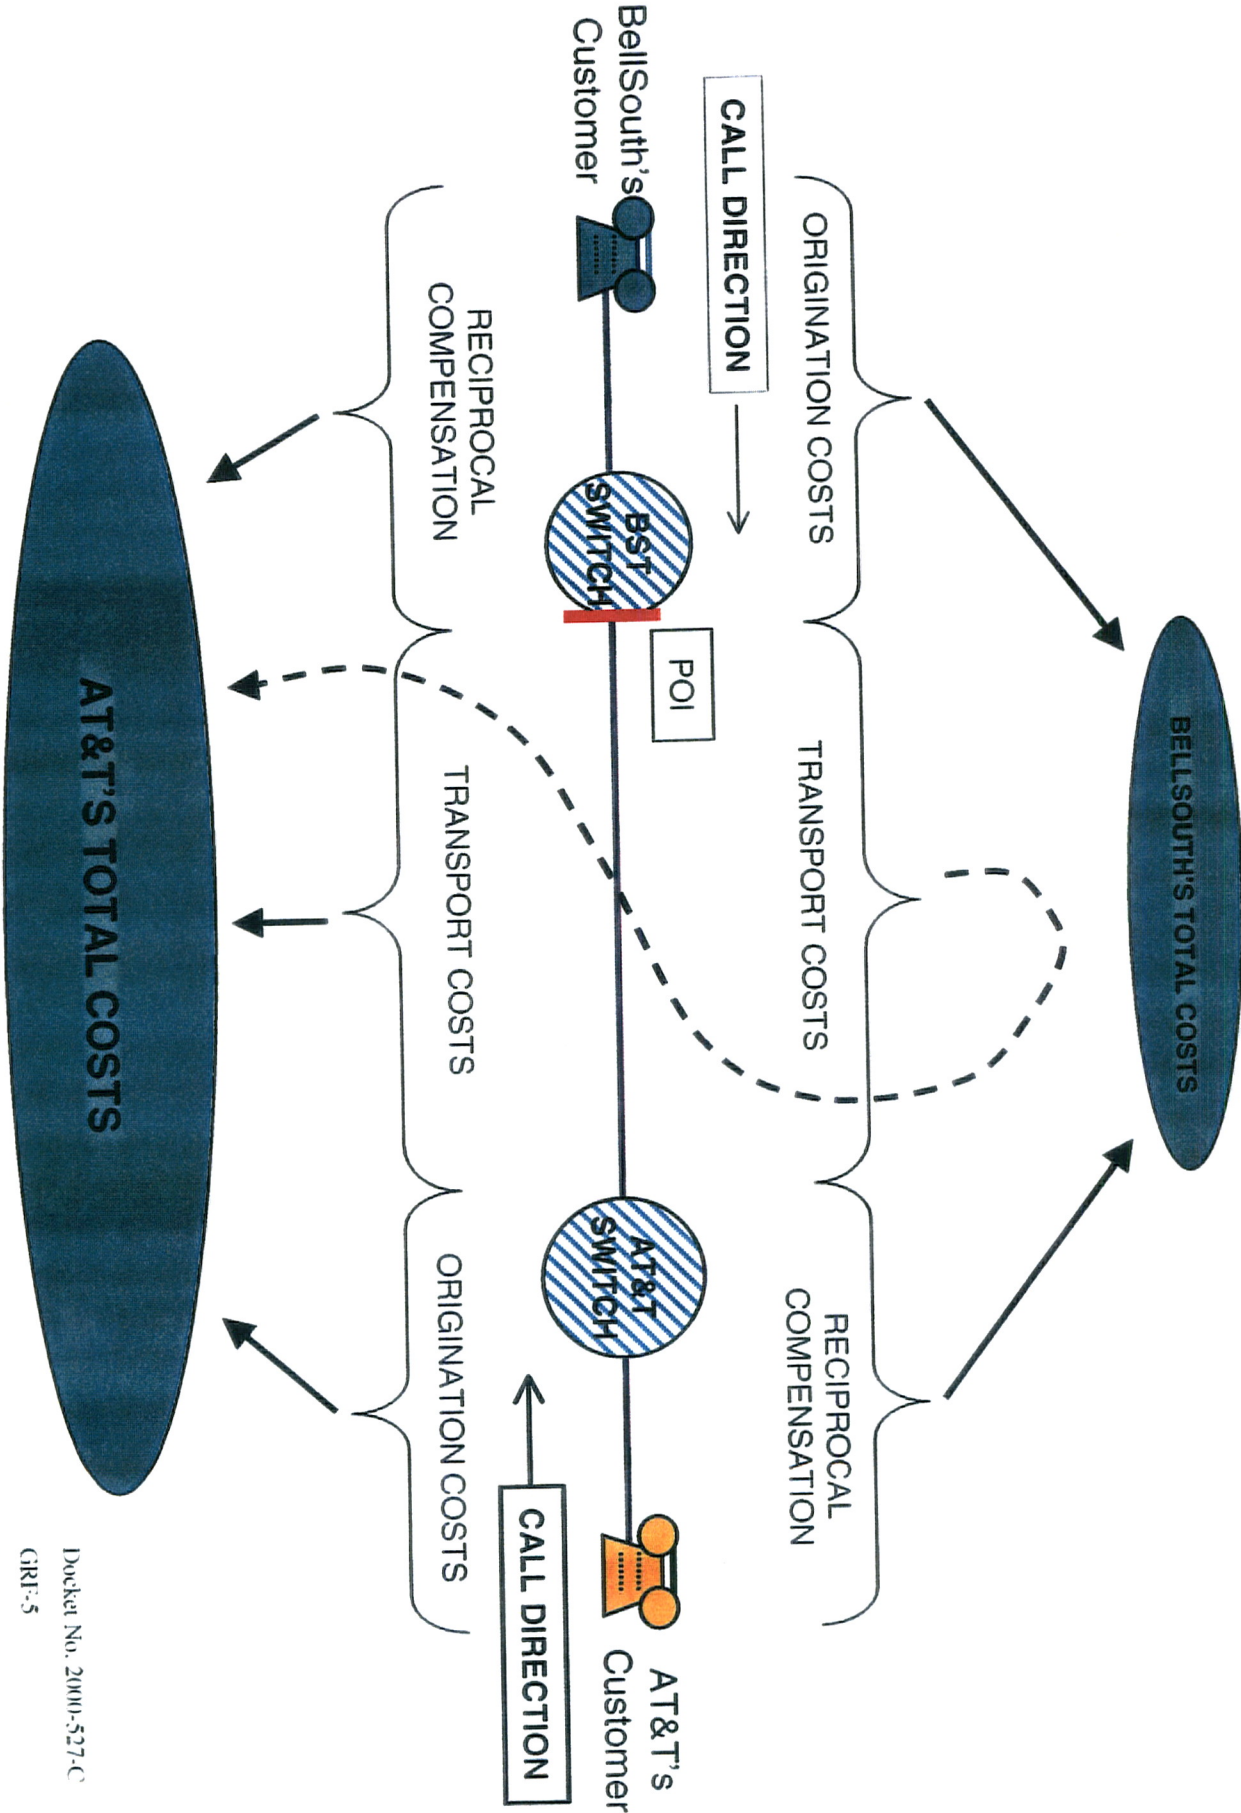 BELLSOUTH'S TOTAL COSTS
ORIGINATION COSTS
TRANSPORT COSTS
RECIPROCAL
COMPENSATION
CALL DIRECTION
POI
BellSouth's
Customer
BST
SWITCH
AT&T
SWITCH
AT&T's
Customer
CALL DIRECTION
RECIPROCAL
COMPENSATION
TRANSPORT COSTS
ORIGINATION COSTS
AT&T'S TOTAL COSTS
Docket No. 2000-527-C
GRF-5